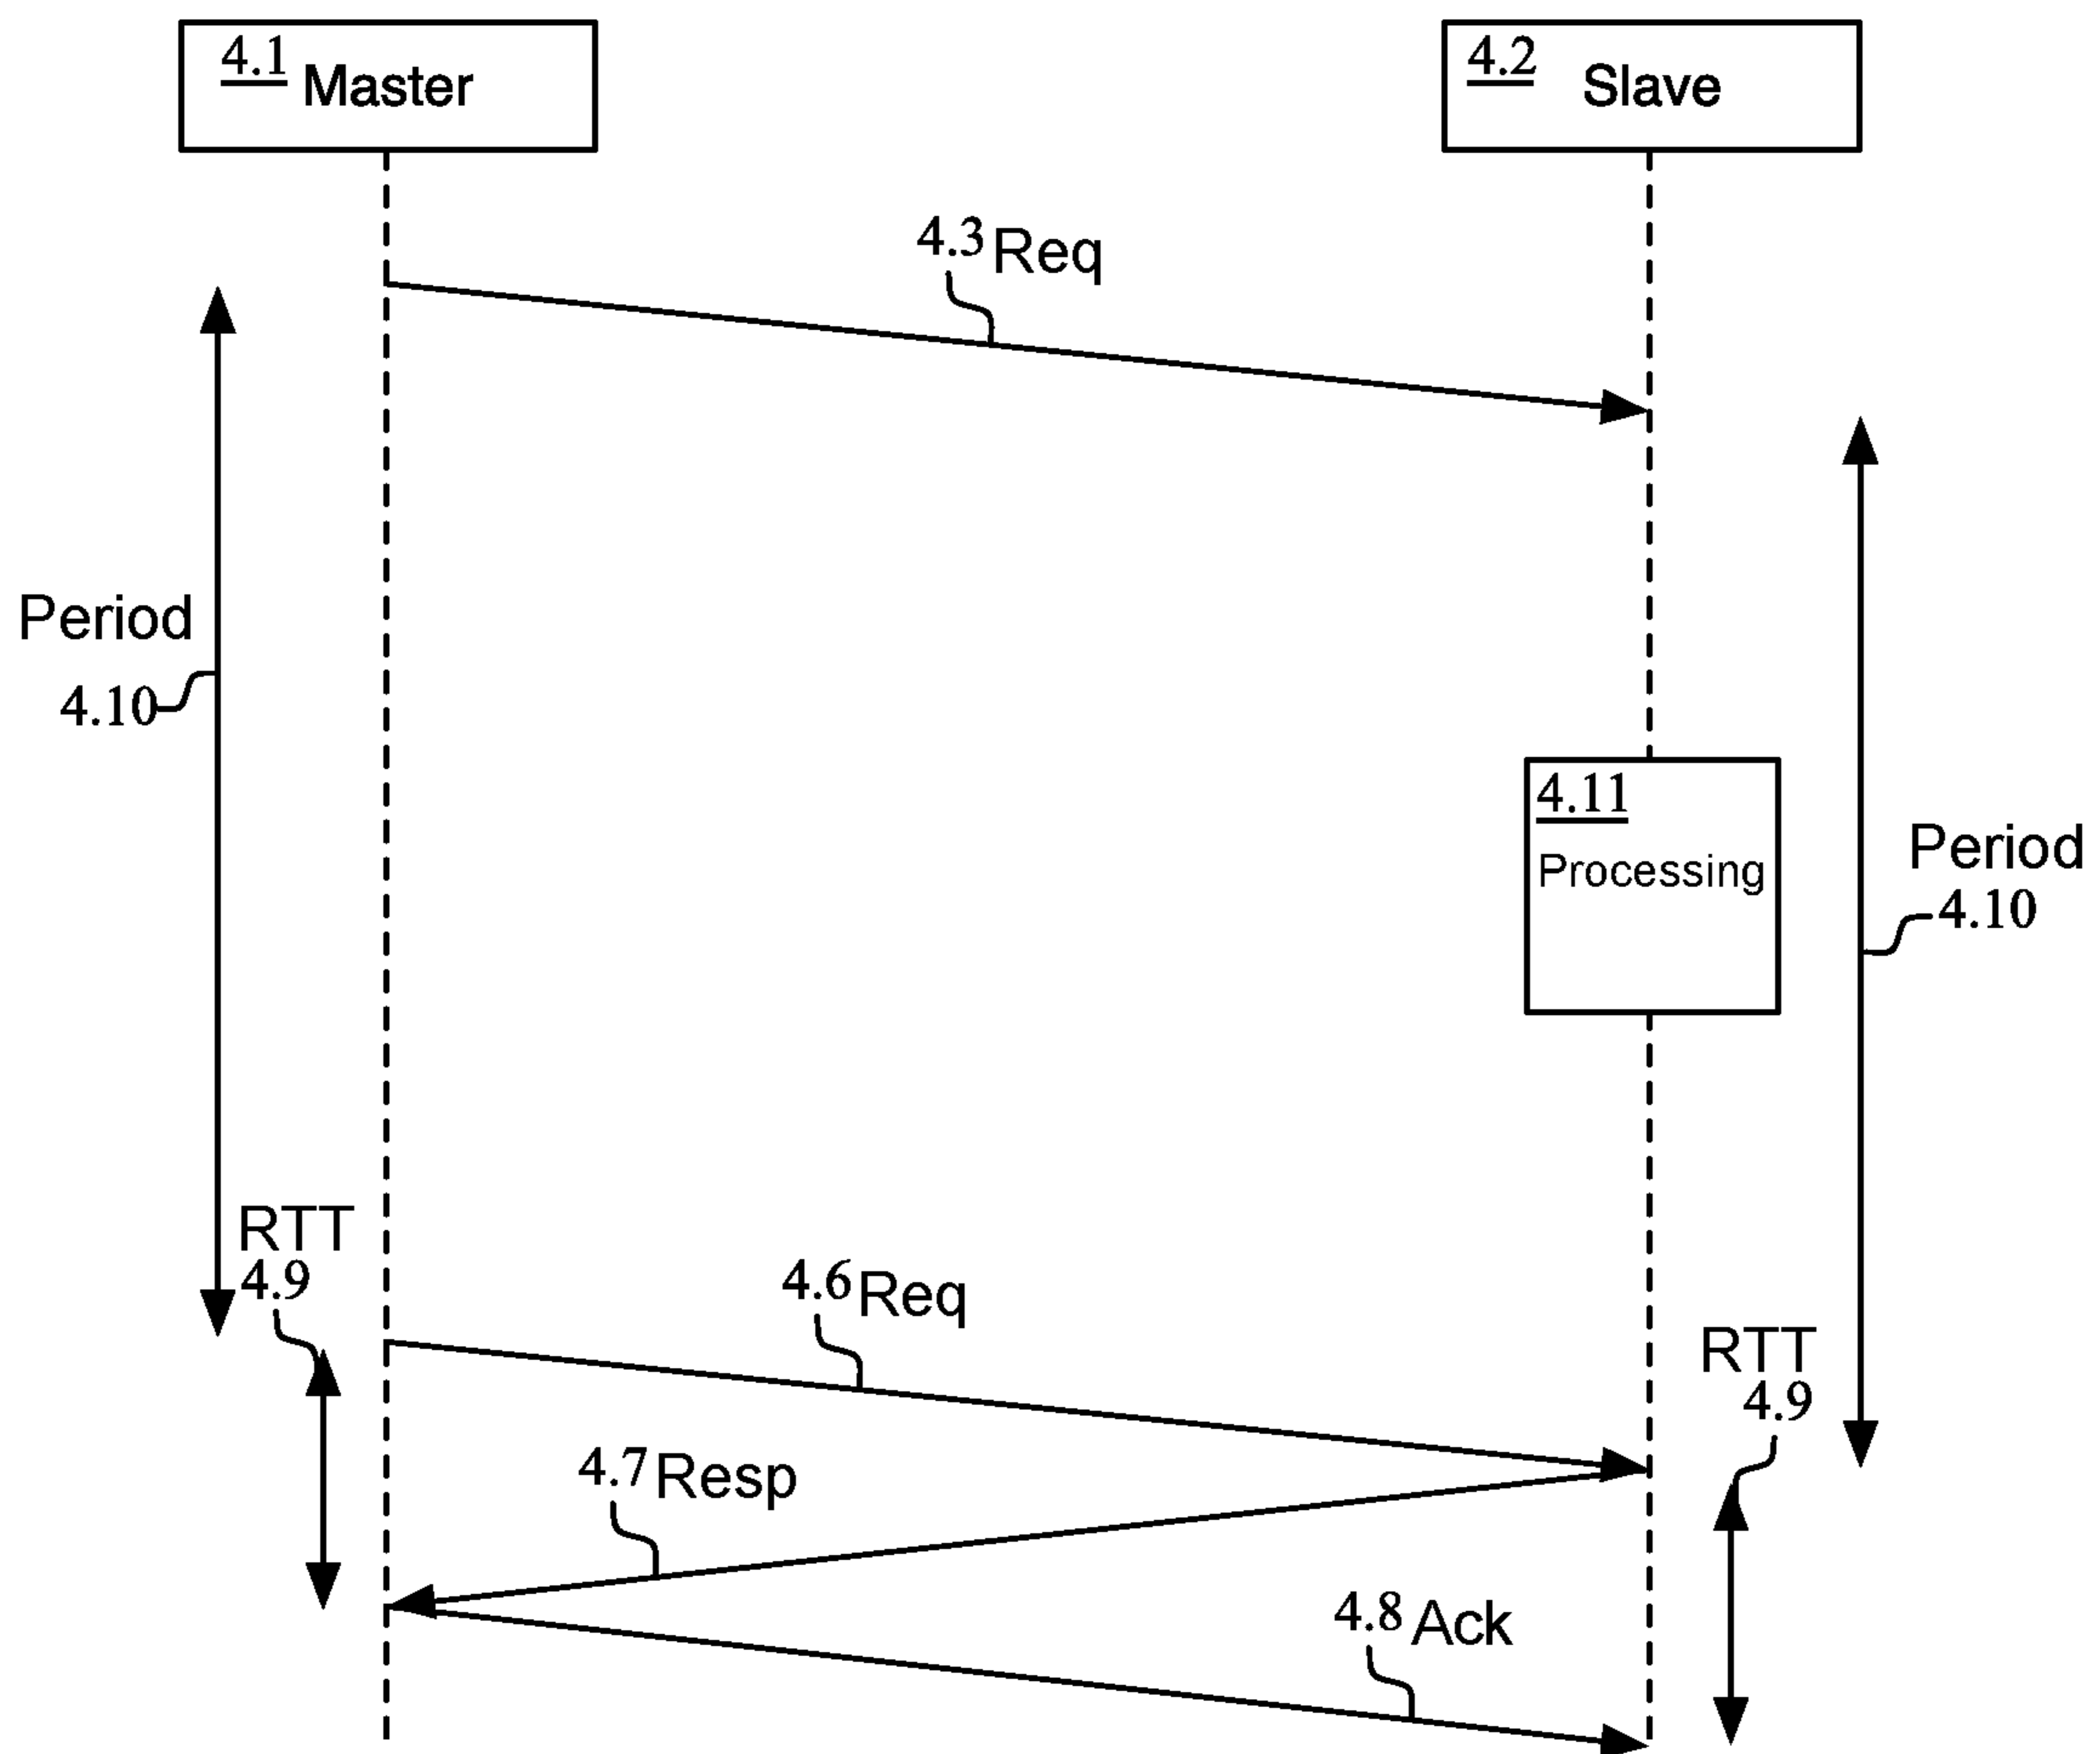 4.1 Master
4.2 Slave
4.3 Req
Period
4.10
4.11
Processing
Period
4.10
RTT
4.9
4.6 Req
RTT
4.9
4.7 Resp
4.8 Ack